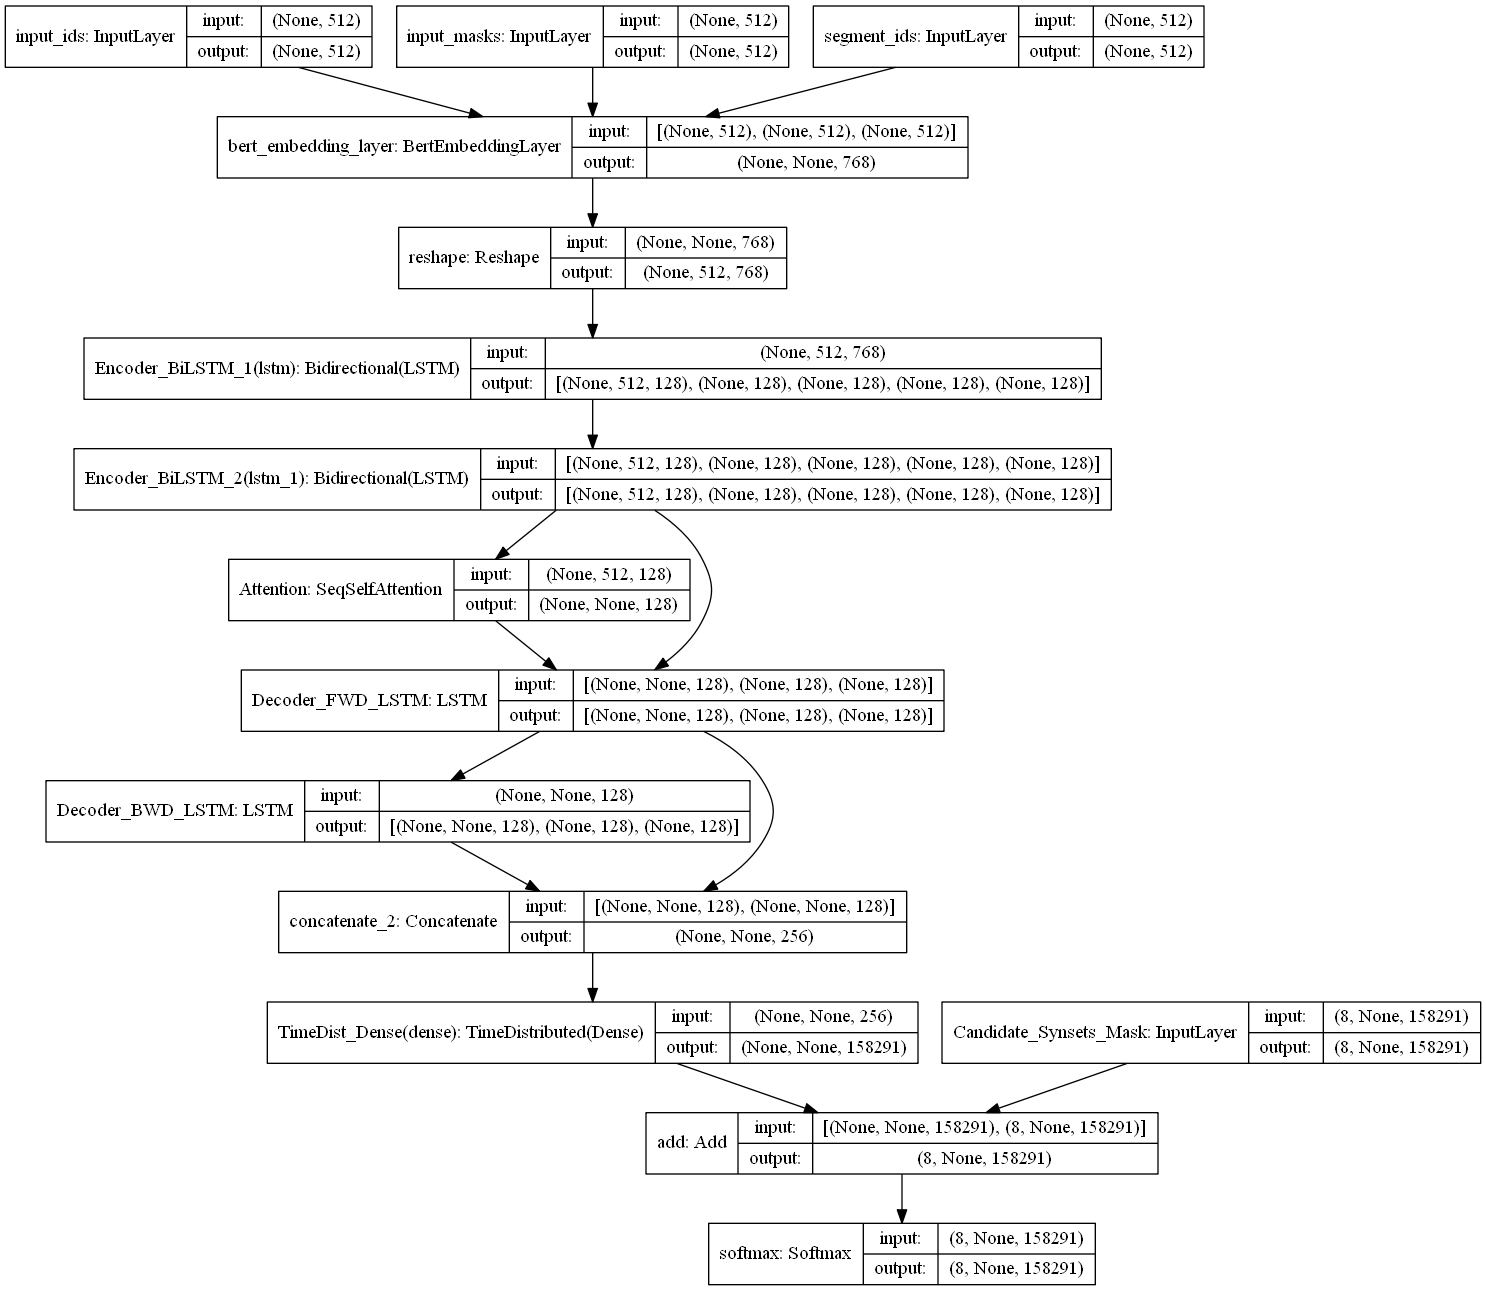 input_ids: InputLayer
input: (None, 512)
output: (None, 512)
input_masks: InputLayer
input: (None, 512)
output: (None, 512)
segment_ids: InputLayer
input: (None, 512)
output: (None, 512)
bert_embedding_layer: BertEmbeddingLayer
input: [(None, 512), (None, 512), (None, 512)]
output: (None, None, 768)
reshape: Reshape
input: (None, None, 768)
output: (None, 512, 768)
Encoder_BiLSTM_1(lstm): Bidirectional(LSTM)
input: (None, 512, 768)
output: [(None, 512, 128), (None, 128), (None, 128), (None, 128), (None, 128)]
Encoder_BiLSTM_2(lstm_1): Bidirectional(LSTM)
input: [(None, 512, 128), (None, 128), (None, 128), (None, 128), (None, 128)]
output: [(None, 512, 128), (None, 128), (None, 128), (None, 128), (None, 128)]
Attention: SeqSelfAttention
input: (None, 512, 128)
output: (None, None, 128)
Decoder_FWD_LSTM: LSTM
input: [(None, None, 128), (None, 128), (None, 128)]
output: [(None, None, 128), (None, 128), (None, 128)]
Decoder_BWD_LSTM: LSTM
input: (None, None, 128)
output: [(None, None, 128), (None, 128), (None, 128)]
concatenate_2: Concatenate
input: [(None, None, 128), (None, None, 128)]
output: (None, None, 256)
TimeDist_Dense(dense): TimeDistributed(Dense)
input: (None, None, 256)
output: (None, None, 158291)
Candidate_Synsets_Mask: InputLayer
input: (8, None, 158291)
output: (8, None, 158291)
add: Add
input: [(None, None, 158291), (8, None, 158291)]
output: (8, None, 158291)
softmax: Softmax
input: (8, None, 158291)
output: (8, None, 158291)